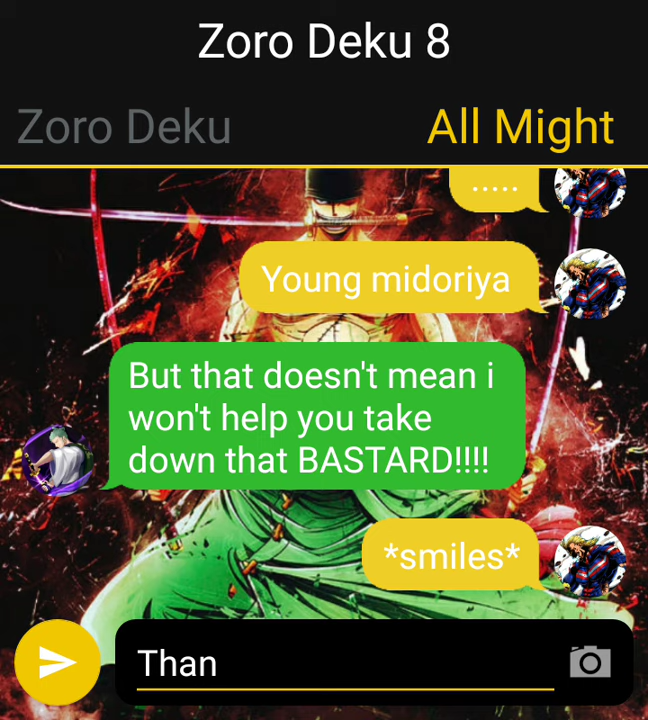 Zoro Deku 8
Zoro Deku
All Might
.....
Young midoriya
But that doesn't mean i
won't help you take
down that BASTARD!!!!
*smiles*
Than